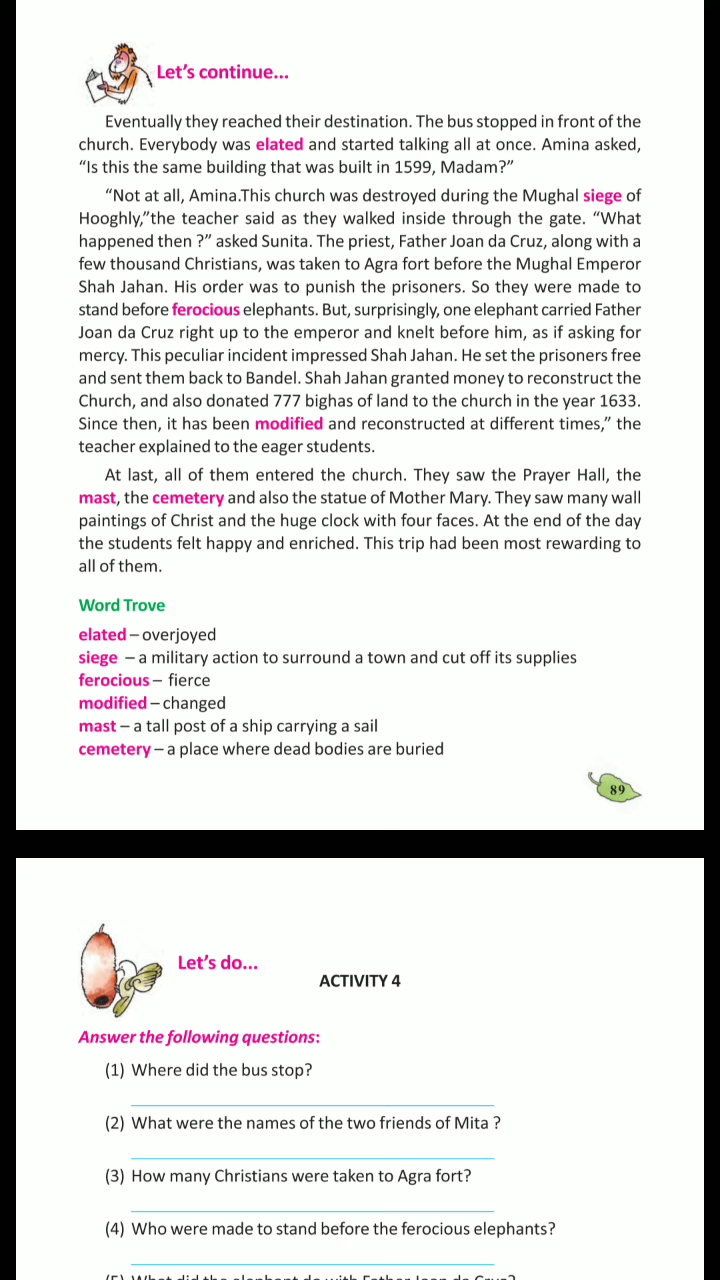 Let's continue...
Eventually they reached their destination. The bus stopped in front of the
church. Everybody was elated and started talking all at once. Amina asked,
“Is this the same building that was built in 1599, Madam?”
“Not at all, Amina.This church was destroyed during the Mughal siege of
Hooghly,”the teacher said as they walked inside through the gate. “What
happened then ?” asked Sunita. The priest, Father Joan da Cruz, along with a
few thousand Christians, was taken to Agra fort before the Mughal Emperor
Shah Jahan. His order was to punish the prisoners. So they were made to
stand before ferocious elephants. But, surprisingly, one elephant carried Father
Joan da Cruz right up to the emperor and knelt before him, as if asking for
mercy. This peculiar incident impressed Shah Jahan. He set the prisoners free
and sent them back to Bandel. Shah Jahan granted money to reconstruct the
Church, and also donated 777 bighas of land to the church in the year 1633.
Since then, it has been modified and reconstructed at different times,” the
teacher explained to the eager students.
At last, all of them entered the church. They saw the Prayer Hall, the
mast, the cemetery and also the statue of Mother Mary. They saw many wall
paintings of Christ and the huge clock with four faces. At the end of the day
the students felt happy and enriched. This trip had been most rewarding to
all of them.
Word Trove
elated – overjoyed
siege – a military action to surround a town and cut off its supplies
ferocious – fierce
modified – changed
mast – a tall post of a ship carrying a sail
cemetery – a place where dead bodies are buried
89
Let's do...
ACTIVITY 4
Answer the following questions:
(1) Where did the bus stop?
(2) What were the names of the two friends of Mita ?
(3) How many Christians were taken to Agra fort?
(4) Who were made to stand before the ferocious elephants?
(5) What did the elephant do with Father Joan da Cruz?